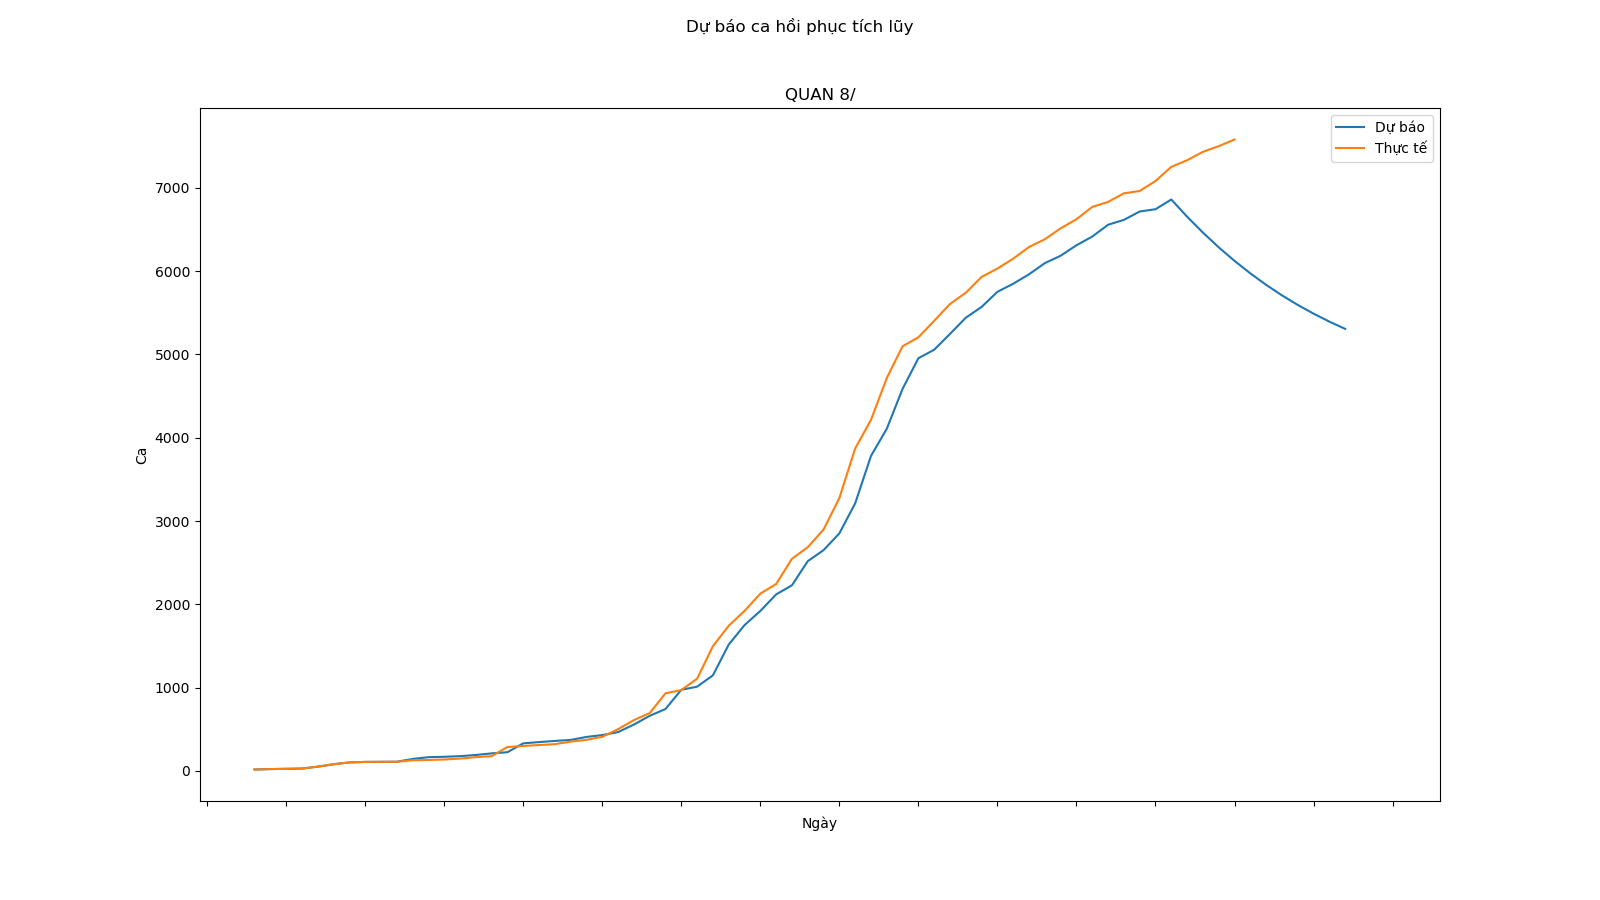 Dự báo ca hồi phục tích lũy
QUAN 8/
Dự báo
Thực tế
7000
6000
5000
4000
3000
2000
1000
0
Ca
Ngày